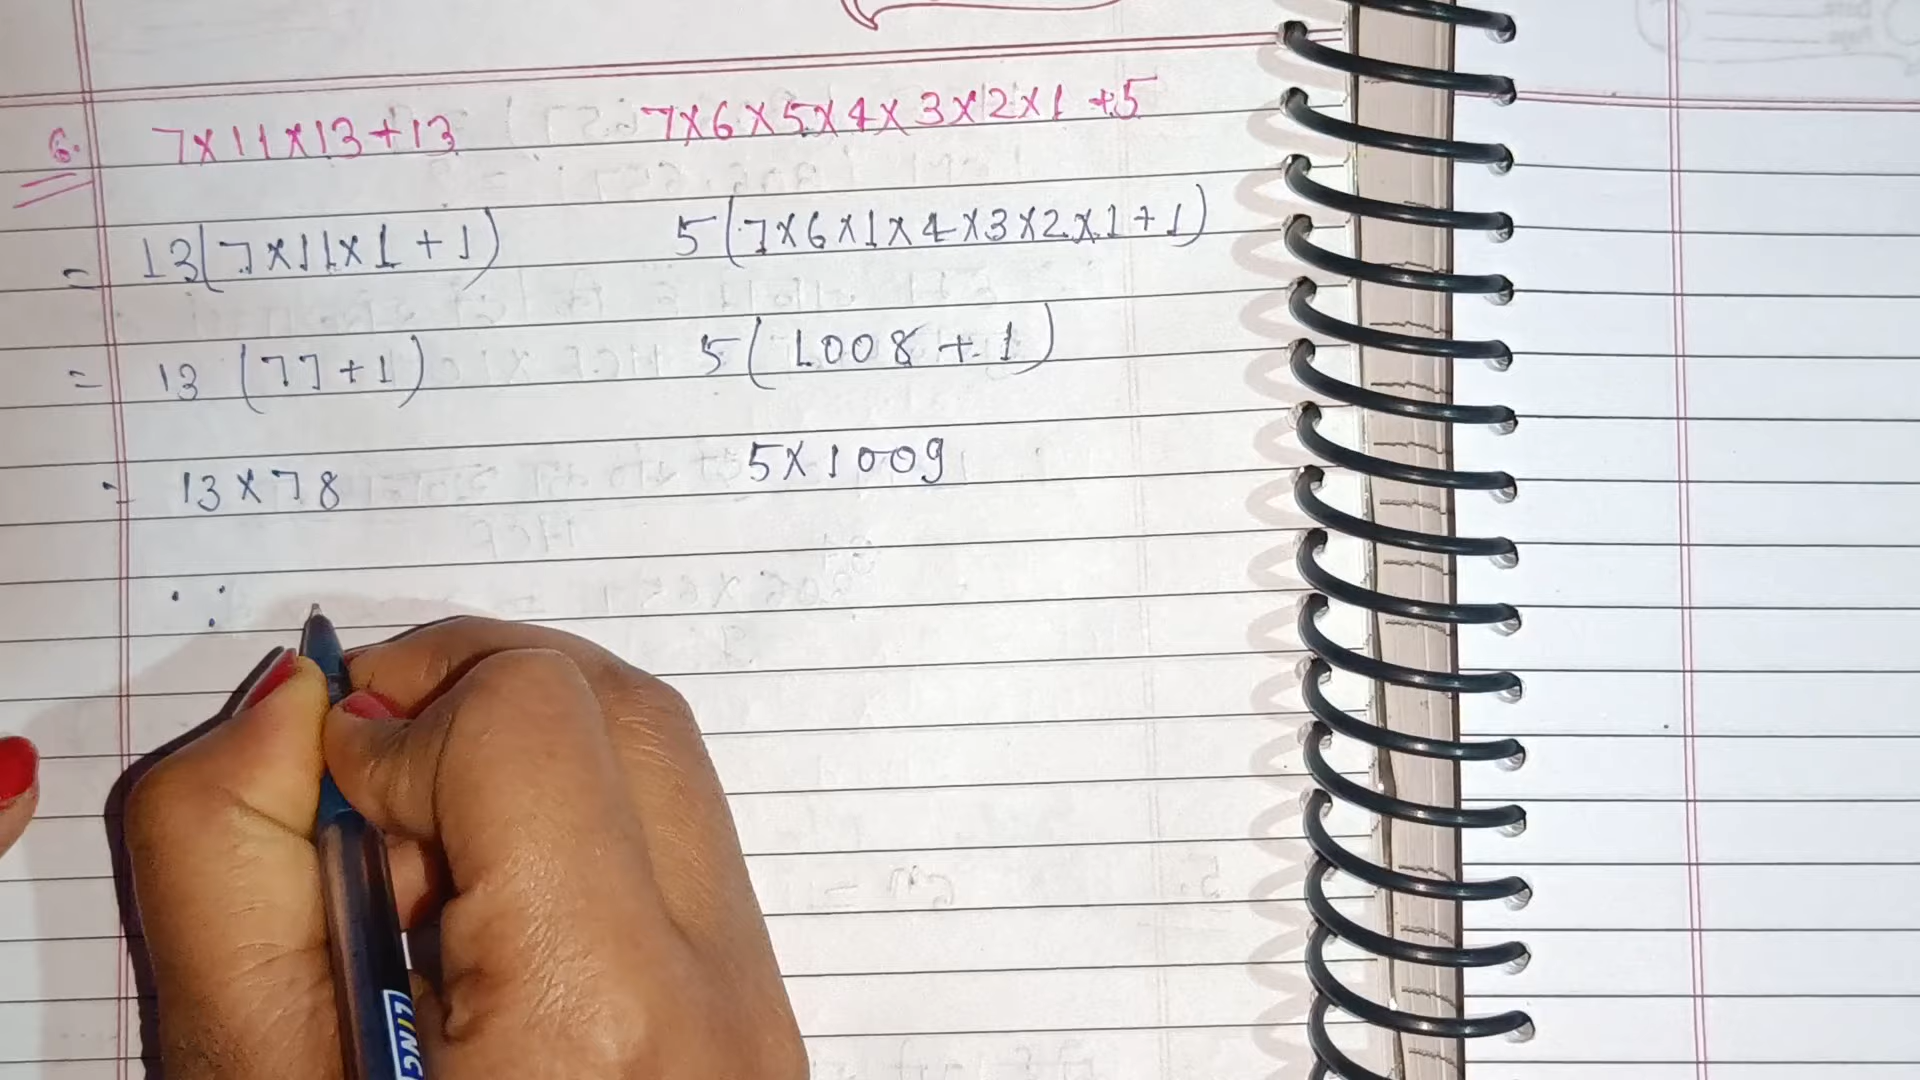 6. 7×11×13+13 7×6×5×4×3×2×1+5
= 13(7×11×1+1) 5(7×6×1×4×3×2×1+1)
= 13 (77+1) 5(1008+1)
= 13×78 5×1009
∵
LINC